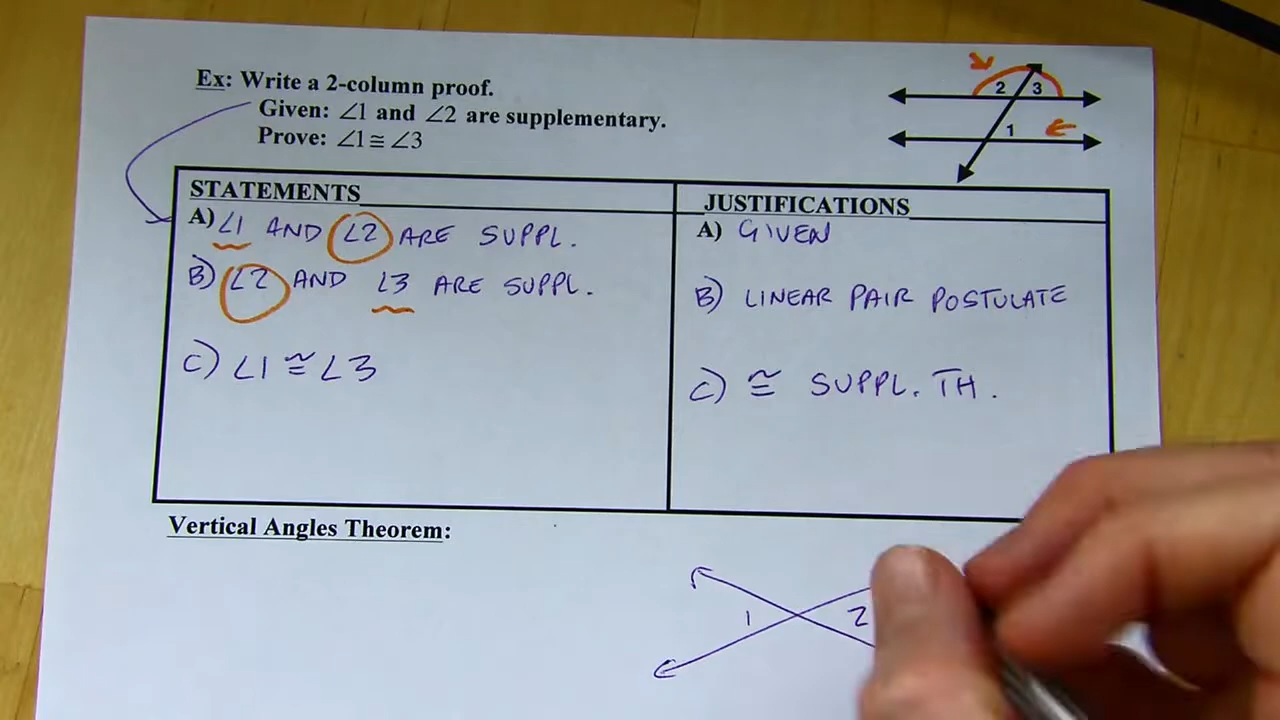 Ex: Write a 2-column proof.
Given: ∠1 and ∠2 are supplementary.
Prove: ∠1 ≅ ∠3
2 3
1
STATEMENTS
JUSTIFICATIONS
A) ∠1 AND ∠2 ARE SUPPL.
A) GIVEN
B) ∠2 AND ∠3 ARE SUPPL.
B) LINEAR PAIR POSTULATE
C) ∠1 ≅ ∠3
C) ≅ SUPPL. TH.
Vertical Angles Theorem:
1 2